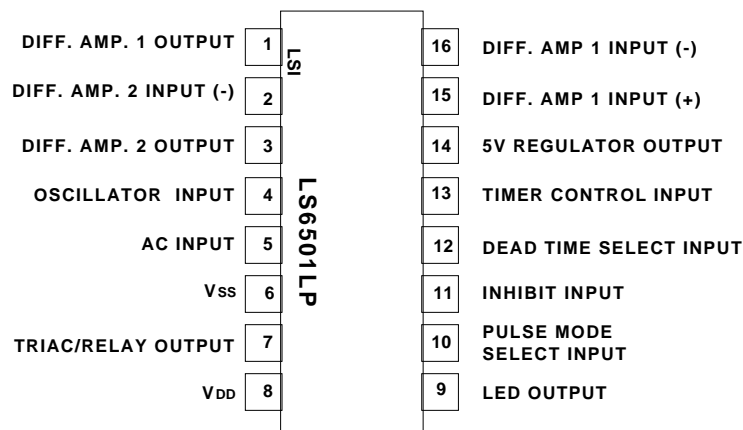 DIFF. AMP. 1 OUTPUT 1
DIFF. AMP. 2 INPUT (-) 2
DIFF. AMP. 2 OUTPUT 3
OSCILLATOR INPUT 4
AC INPUT 5
VSS 6
TRIAC/RELAY OUTPUT 7
VDD 8
LSI
LS6501LP
16 DIFF. AMP 1 INPUT (-)
15 DIFF. AMP 1 INPUT (+)
14 5V REGULATOR OUTPUT
13 TIMER CONTROL INPUT
12 DEAD TIME SELECT INPUT
11 INHIBIT INPUT
10 PULSE MODE
SELECT INPUT
9 LED OUTPUT